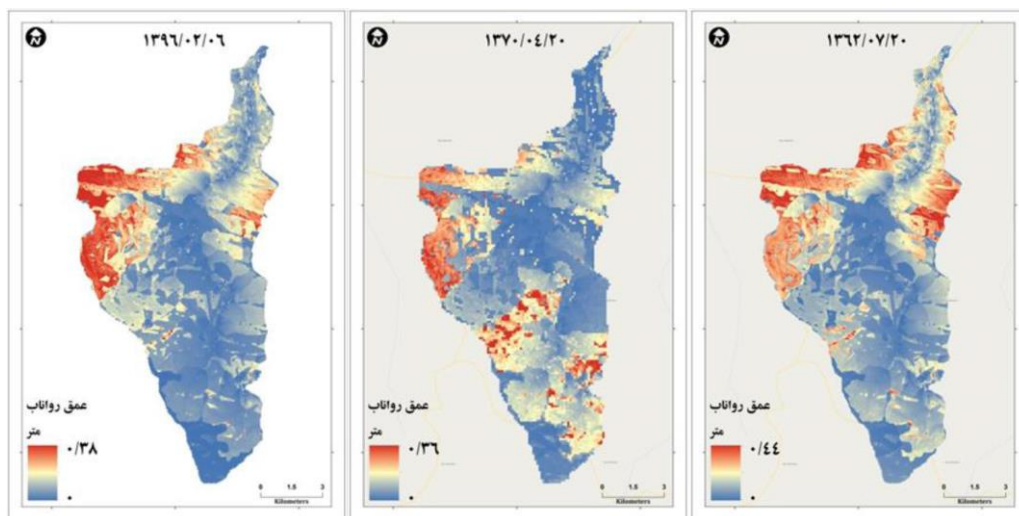 ۱۳۹۶/۰۲/۰۶
N
عمق رواناب
متر
۰/۳۸
۰
0 1.5 3
Kilometers
۱۳۷۰/۰٤/۲۰
N
عمق رواناب
متر
۰/۳۶
۰
0 1.5 3
Kilometers
۱۳۶۲/۰۷/۲۰
N
عمق رواناب
متر
۰/٤٤
۰
0 1.5 3
Kilometers